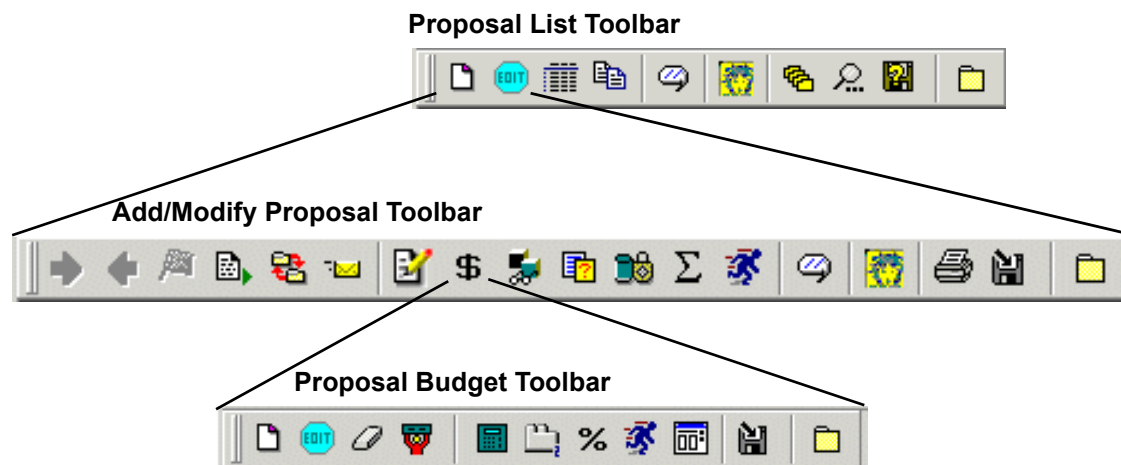 Proposal List Toolbar
EDIT
Add/Modify Proposal Toolbar
$ Σ
Proposal Budget Toolbar
EDIT %